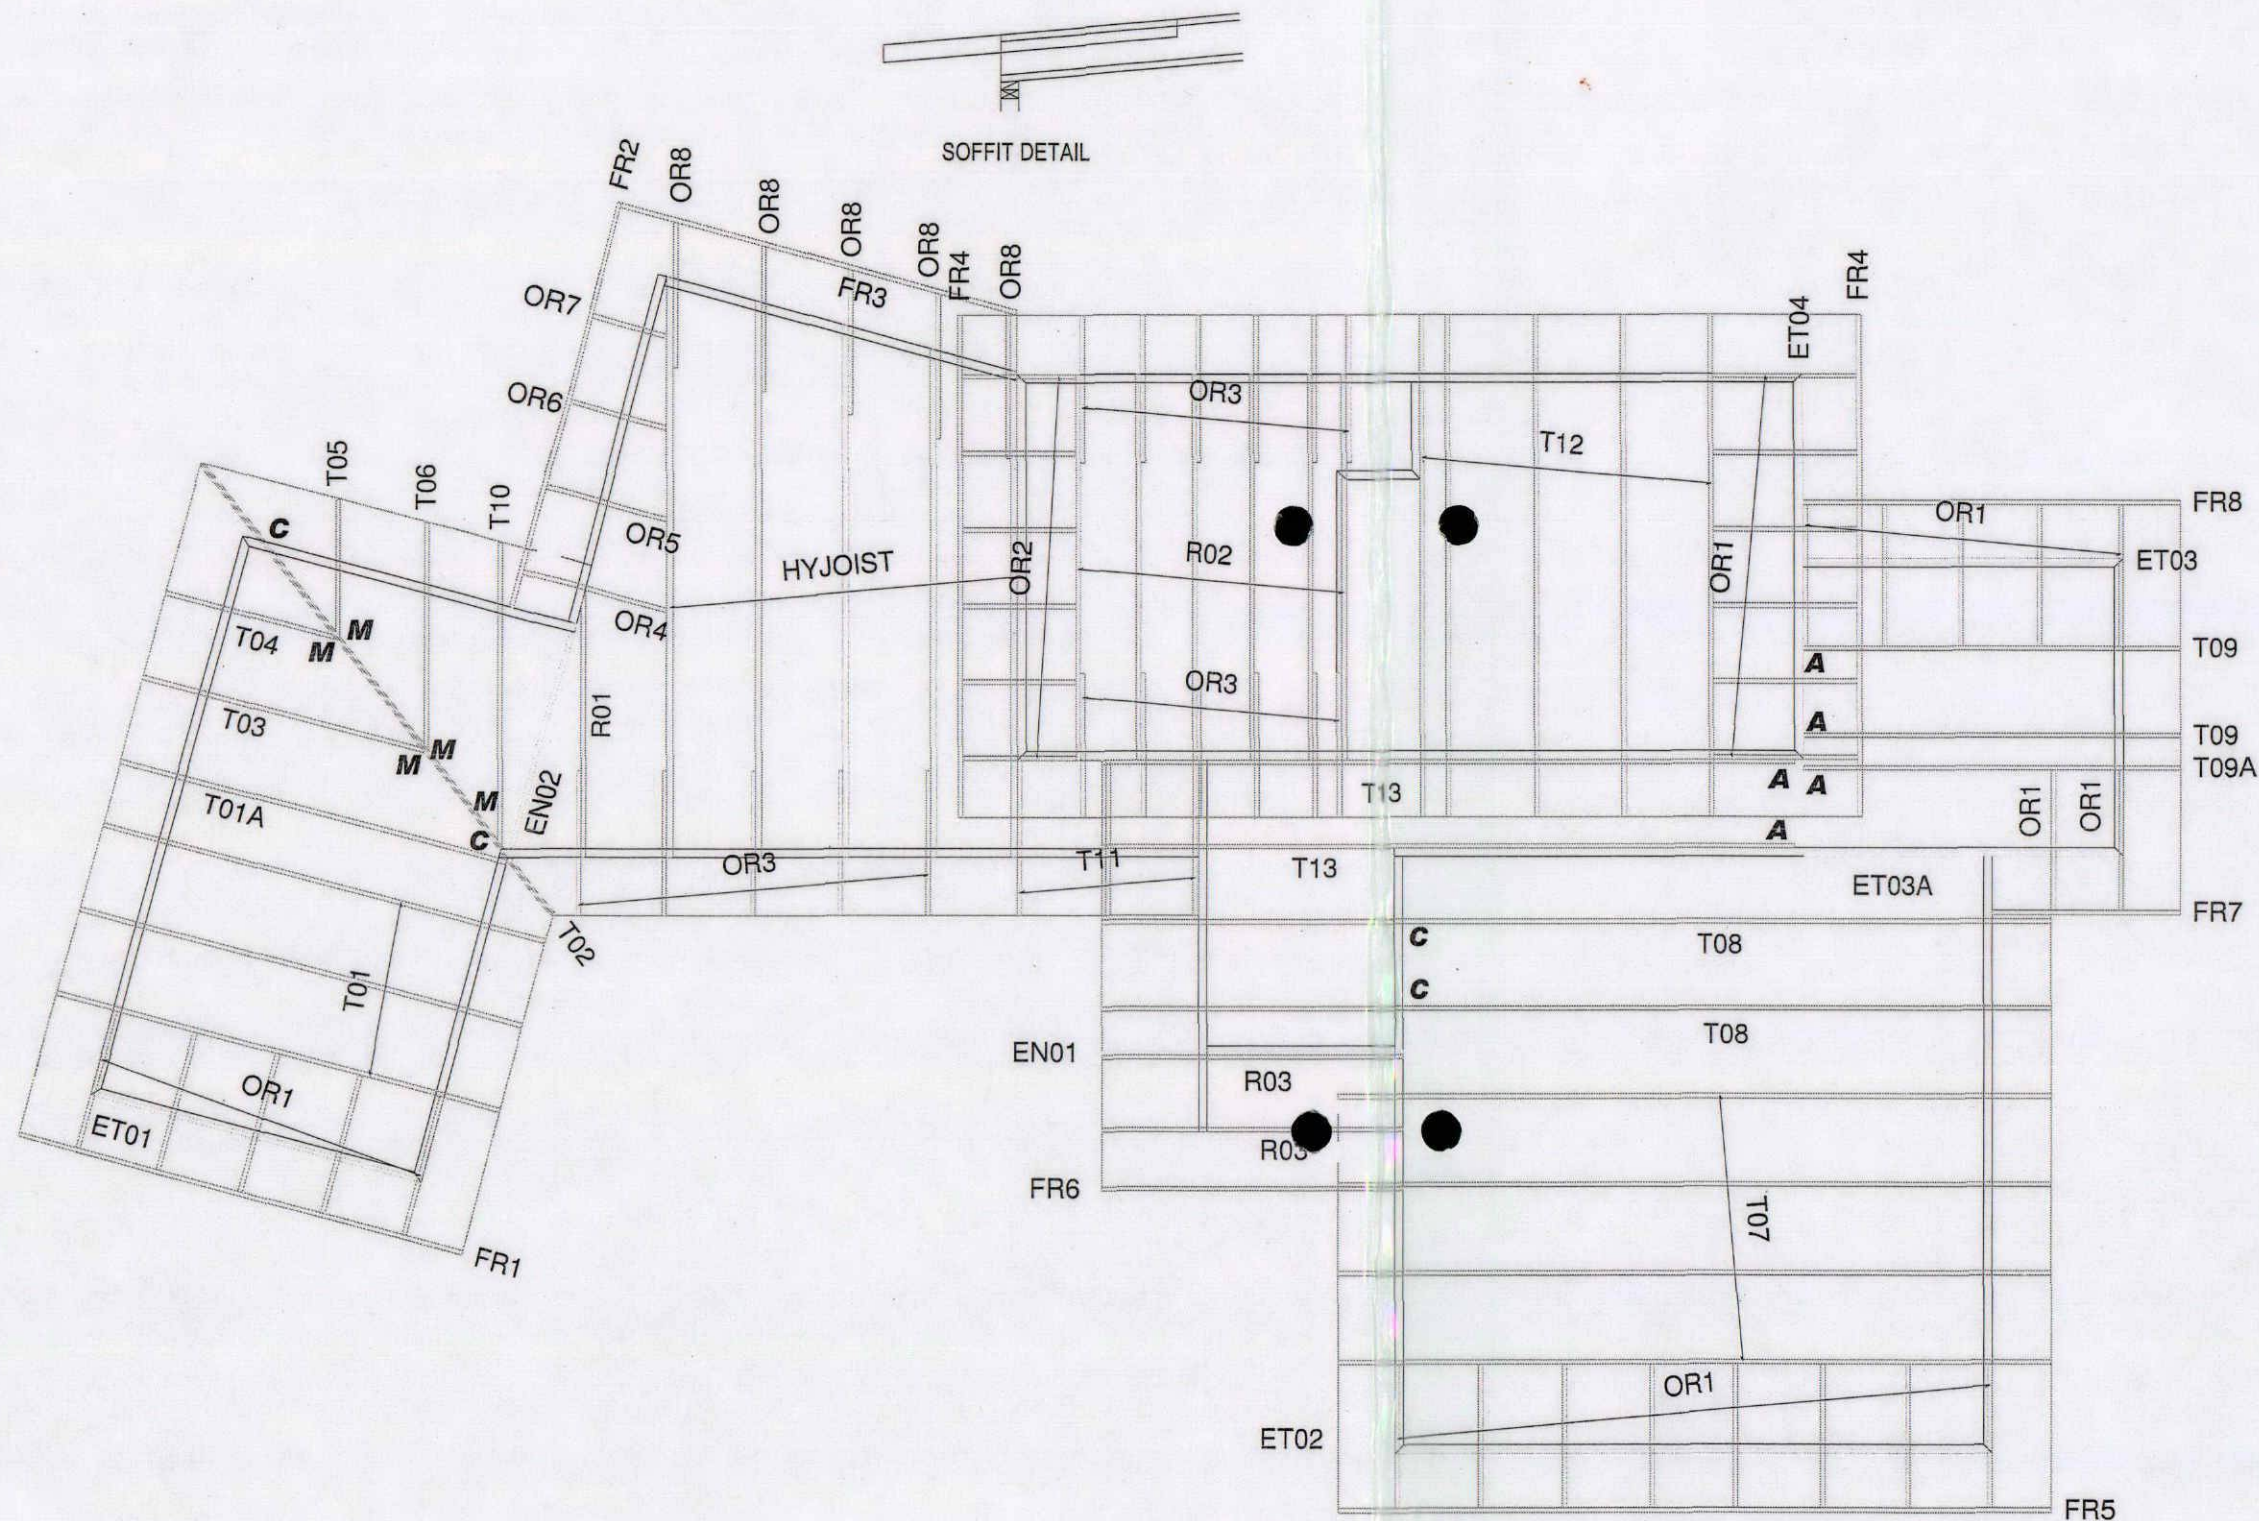 SOFFIT DETAIL
FR2
OR8
OR8
OR8
OR8
FR4
OR8
FR3
OR7
OR6
OR5
OR4
HYJOIST
FR4
ET04
OR3
T12
OR2
R02
OR1
OR3
FR8
OR1
ET03
T09
A
A
T09
T09A
A
A
A
OR1
OR1
FR7
T05
T06
T10
C
T04
M
M
T03
M
M
R01
EN02
M
C
T01A
T02
T01
OR1
ET01
FR1
OR3
T11
T13
T13
ET03A
C
T08
C
T08
EN01
R03
R03
FR6
T07
OR1
ET02
FR5